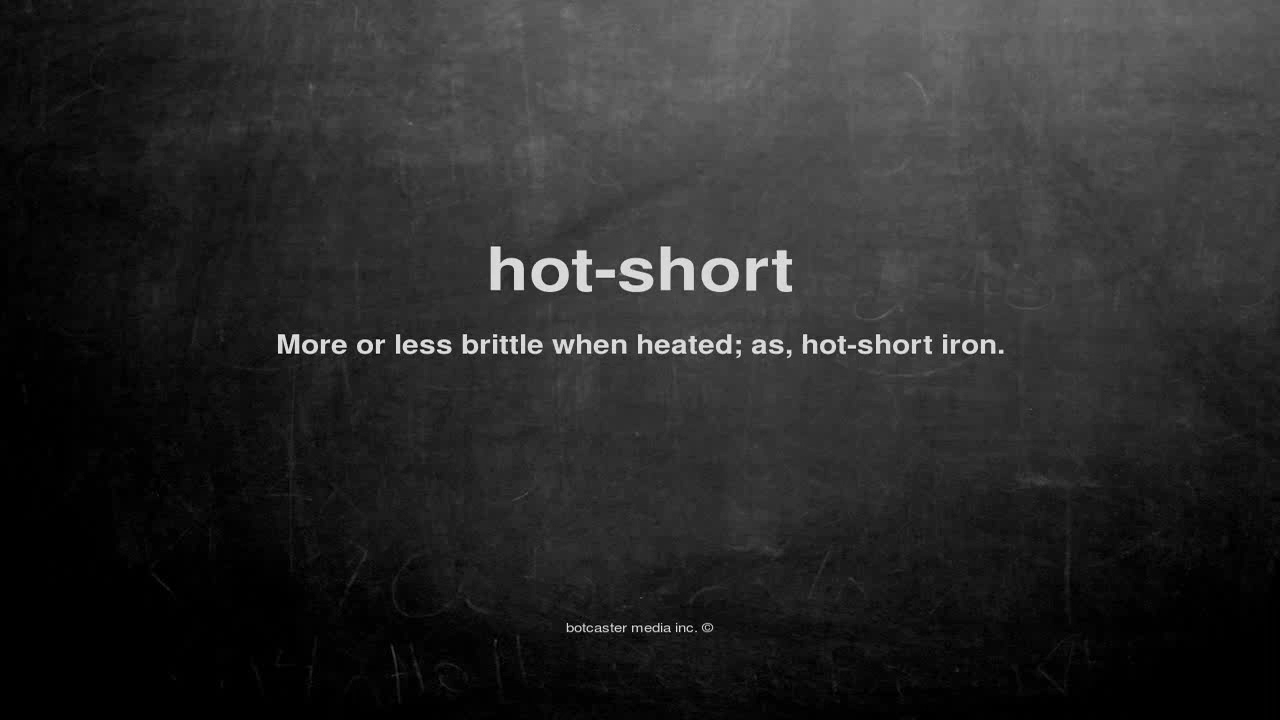 hot-short
More or less brittle when heated; as, hot-short iron.
botcaster media inc. ©